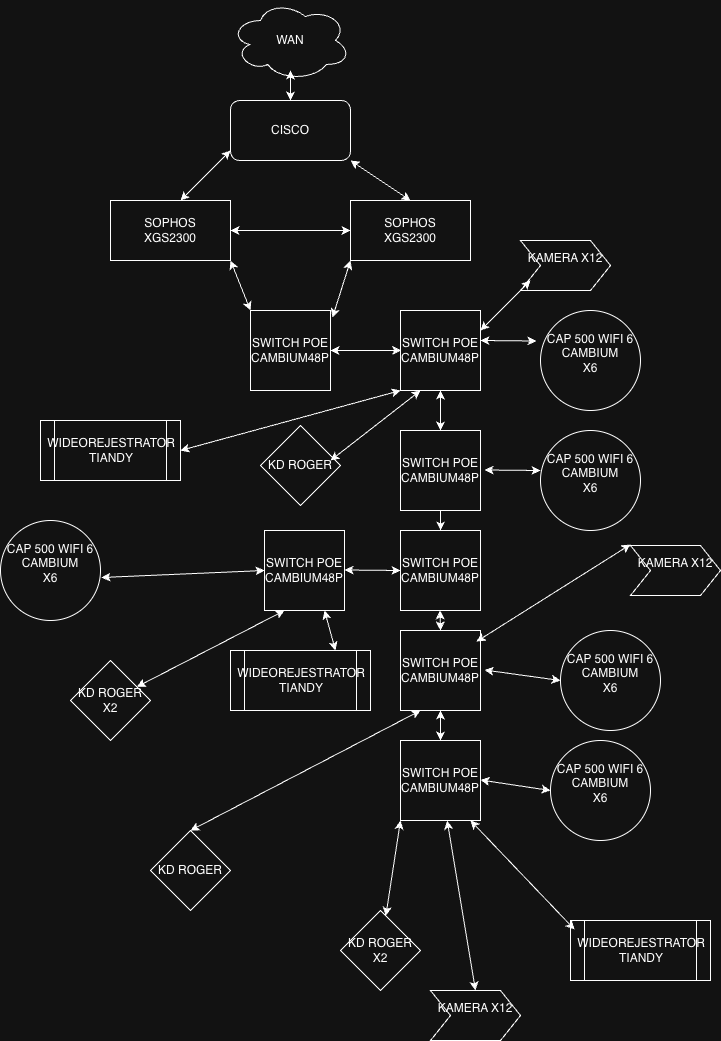 WAN
CISCO
SOPHOS
XGS2300
SOPHOS
XGS2300
KAMERA X12
SWITCH POE
CAMBIUM48P
SWITCH POE
CAMBIUM48P
CAP 500 WIFI 6
CAMBIUM
X6
WIDEOREJESTRATOR
TIANDY
KD ROGER
SWITCH POE
CAMBIUM48P
CAP 500 WIFI 6
CAMBIUM
X6
CAP 500 WIFI 6
CAMBIUM
X6
SWITCH POE
CAMBIUM48P
SWITCH POE
CAMBIUM48P
KAMERA X12
KD ROGER
X2
WIDEOREJESTRATOR
TIANDY
SWITCH POE
CAMBIUM48P
CAP 500 WIFI 6
CAMBIUM
X6
SWITCH POE
CAMBIUM48P
CAP 500 WIFI 6
CAMBIUM
X6
KD ROGER
KD ROGER
X2
WIDEOREJESTRATOR
TIANDY
KAMERA X12